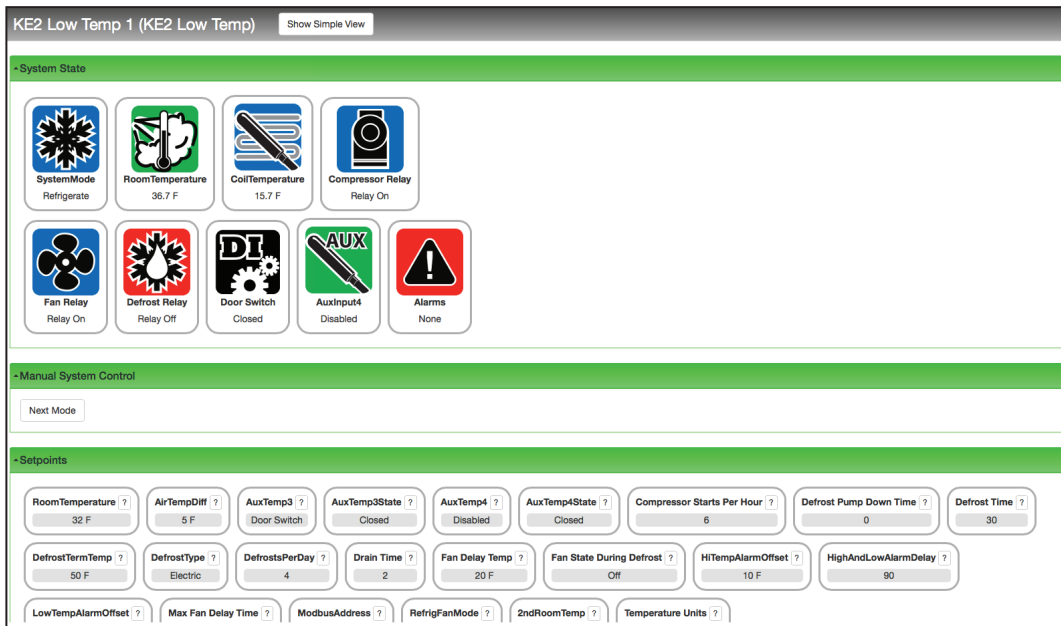 KE2 Low Temp 1 (KE2 Low Temp) Show Simple View
System State
SystemMode RoomTemperature CoilTemperature Compressor Relay
Refrigerate 36.7 F 15.7 F Relay On
DI AUX
Fan Relay Defrost Relay Door Switch AuxInput4 Alarms
Relay On Relay Off Closed Disabled None
Manual System Control
Next Mode
Setpoints
RoomTemperature ? AirTempDiff ? AuxTemp3 ? AuxTemp3State ? AuxTemp4 ? AuxTemp4State ? Compressor Starts Per Hour ? Defrost Pump Down Time ? Defrost Time ?
32 F 5 F Door Switch Closed Disabled Closed 6 0 30
DefrostTermTemp ? DefrostType ? DefrostsPerDay ? Drain Time ? Fan Delay Temp ? Fan State During Defrost ? HiTempAlarmOffset ? HighAndLowAlarmDelay ?
50 F Electric 4 2 20 F Off 10 F 90
LowTempAlarmOffset ? Max Fan Delay Time ? ModbusAddress ? RefrigFanMode ? 2ndRoomTemp ? Temperature Units ?